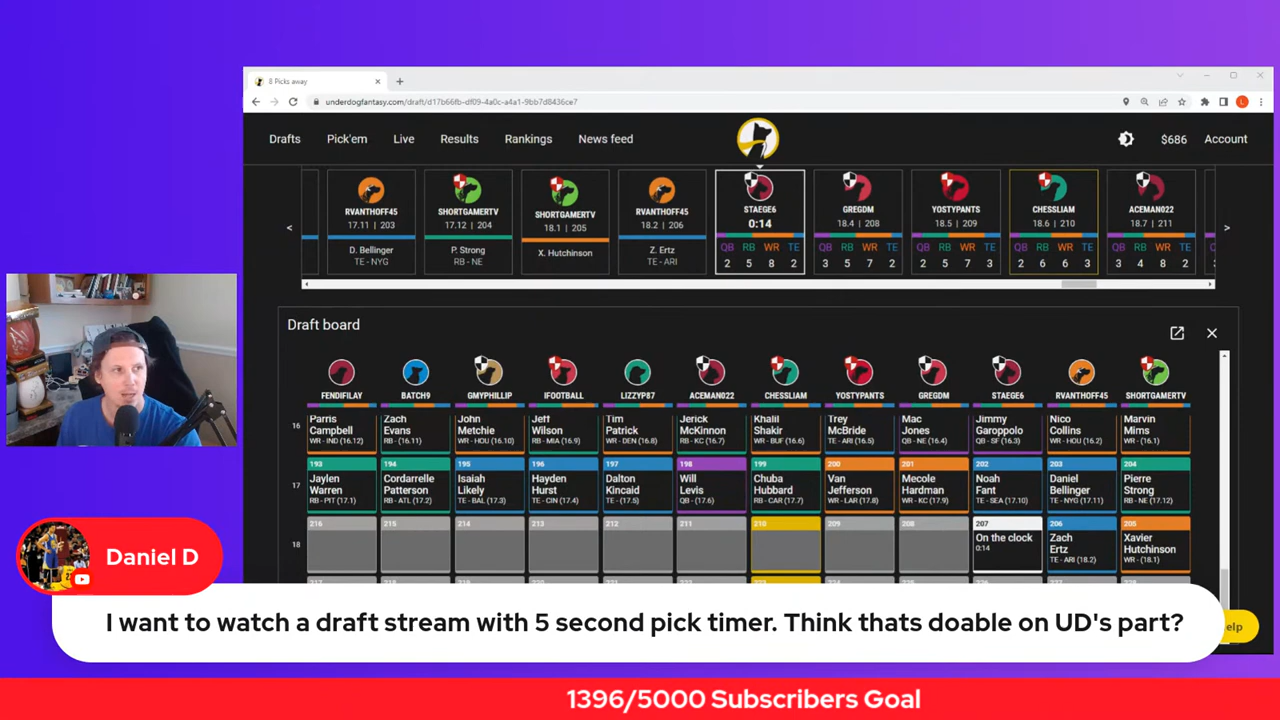 8 Picks away
underdogfantasy.com/draft/d17b66fb-df09-4a0c-a4a1-9bb7d8436ce7
Drafts Pick'em Live Results Rankings News feed $686 Account
RVANTHOFF45 SHORTGAMERTV SHORTGAMERTV RVANTHOFF45 STAEGE6 GREGDM YOSTYPANTS CHESSLIAM ACEMAN022
17.11 | 203 17.12 | 204 18.1 | 205 18.2 | 206 0:14 18.4 | 208 18.5 | 209 18.6 | 210 18.7 | 211
D. Bellinger P. Strong X. Hutchinson Z. Ertz QB RB WR TE QB RB WR TE QB RB WR TE QB RB WR TE QB RB WR TE
TE - NYG RB - NE TE - ARI 2 5 8 2 3 5 7 2 2 5 7 3 2 6 6 3 3 4 8 2
Draft board
FENDIFILAY BATCH9 GMYPHILLIP IFOOTBALL LIZZYP87 ACEMAN022 CHESSLIAM YOSTYPANTS GREGDM STAEGE6 RVANTHOFF45 SHORTGAMERTV
16 Parris Zach John Jeff Tim Jerick Khalil Trey Mac Jimmy Nico Marvin
Campbell Evans Metchie Wilson Patrick McKinnon Shakir McBride Jones Garoppolo Collins Mims
WR - IND (16.12) RB - (16.11) WR - HOU (16.10) RB - MIA (16.9) WR - DEN (16.8) RB - KC (16.7) WR - BUF (16.6) TE - ARI (16.5) QB - NE (16.4) QB - SF (16.3) WR - HOU (16.2) WR - (16.1)
193 194 195 196 197 198 199 200 201 202 203 204
17 Jaylen Cordarrelle Isaiah Hayden Dalton Will Chuba Van Mecole Noah Daniel Pierre
Warren Patterson Likely Hurst Kincaid Levis Hubbard Jefferson Hardman Fant Bellinger Strong
RB - PIT (17.1) RB - ATL (17.2) TE - BAL (17.3) TE - CIN (17.4) TE - (17.5) QB - (17.6) RB - CAR (17.7) WR - LAR (17.8) WR - KC (17.9) TE - SEA (17.10) TE - NYG (17.11) RB - NE (17.12)
216 215 214 213 212 211 210 209 208 207 206 205
18 On the clock Zach Xavier
0:14 Ertz Hutchinson
TE - ARI (18.2) WR - (18.1)
Daniel D
I want to watch a draft stream with 5 second pick timer. Think thats doable on UD's part?
1396/5000 Subscribers Goal